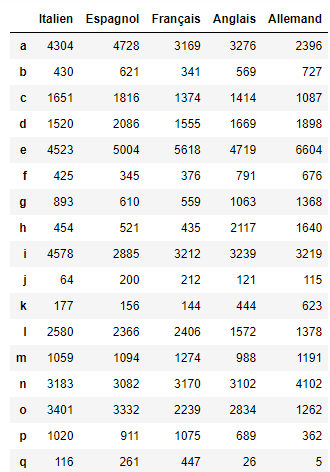 Italien Espagnol Français Anglais Allemand
a 4304 4728 3169 3276 2396
b 430 621 341 569 727
c 1651 1816 1374 1414 1087
d 1520 2086 1555 1669 1898
e 4523 5004 5618 4719 6604
f 425 345 376 791 676
g 893 610 559 1063 1368
h 454 521 435 2117 1640
i 4578 2885 3212 3239 3219
j 64 200 212 121 115
k 177 156 144 444 623
l 2580 2366 2406 1572 1378
m 1059 1094 1274 988 1191
n 3183 3082 3170 3102 4102
o 3401 3332 2239 2834 1262
p 1020 911 1075 689 362
q 116 261 447 26 5